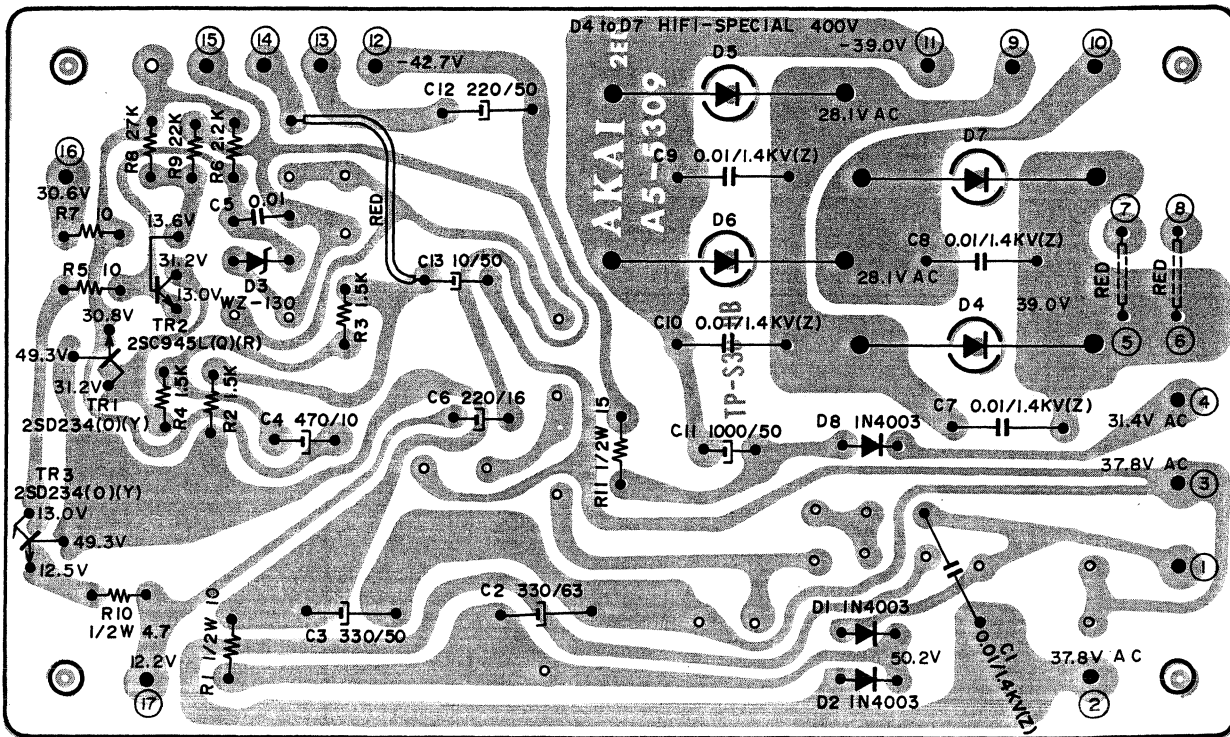 D4 to D7 HIFI-SPECIAL 400V
15
14
13
12
-42.7V
C12 220/50
D5
-39.0V
11
9
10
AKAI
A5-5309
28.1V AC
D7
R8 27K
R9 22K
R6 2.2K
16
30.6V
R7 10
13.6V
C5 0.01
RED
C9 0.01/1.4KV(Z)
D6
7
8
R5 10
31.2V
13.0V
D3
WZ-130
C13 10/50
28.1V AC
C8 0.01/1.4KV(Z)
RED
RED
30.8V
TR2
2SC945L(Q)(R)
R3 1.5K
C10 0.01/1.4KV(Z)
39.0V
D4
5
6
49.3V
31.2V
TR1
2SD234(O)(Y)
R4 1.5K
R2 1.5K
C4 470/10
C6 220/16
R11 1/2W 15
C11 1000/50
D8 1N4003
C7 0.01/1.4KV(Z)
4
31.4V AC
TR3
2SD234(O)(Y)
13.0V
49.3V
12.5V
37.8V AC
3
1
R10
1/2W 4.7
R1 1/2W 10
C3 330/50
C2 330/63
D1 1N4003
50.2V
C1
0.01/1.4KV(Z)
37.8V AC
12.2V
17
D2 1N4003
2